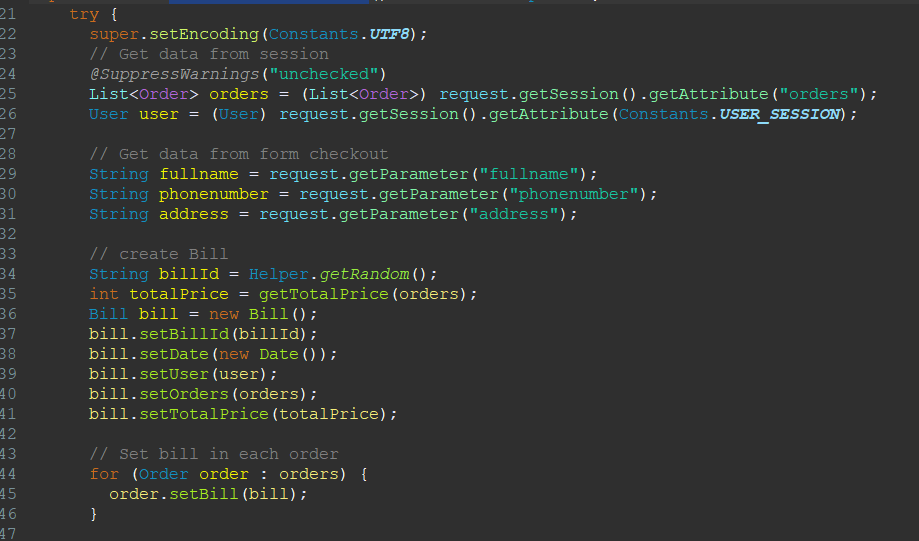 21 try {
22 super.setEncoding(Constants.UTF8);
23 // Get data from session
24 @SuppressWarnings("unchecked")
25 List<Order> orders = (List<Order>) request.getSession().getAttribute("orders");
26 User user = (User) request.getSession().getAttribute(Constants.USER_SESSION);
27
28 // Get data from form checkout
29 String fullname = request.getParameter("fullname");
30 String phonenumber = request.getParameter("phonenumber");
31 String address = request.getParameter("address");
32
33 // create Bill
34 String billId = Helper.getRandom();
35 int totalPrice = getTotalPrice(orders);
36 Bill bill = new Bill();
37 bill.setBillId(billId);
38 bill.setDate(new Date());
39 bill.setUser(user);
40 bill.setOrders(orders);
41 bill.setTotalPrice(totalPrice);
42
43 // Set bill in each order
44 for (Order order : orders) {
45 order.setBill(bill);
46 }
47